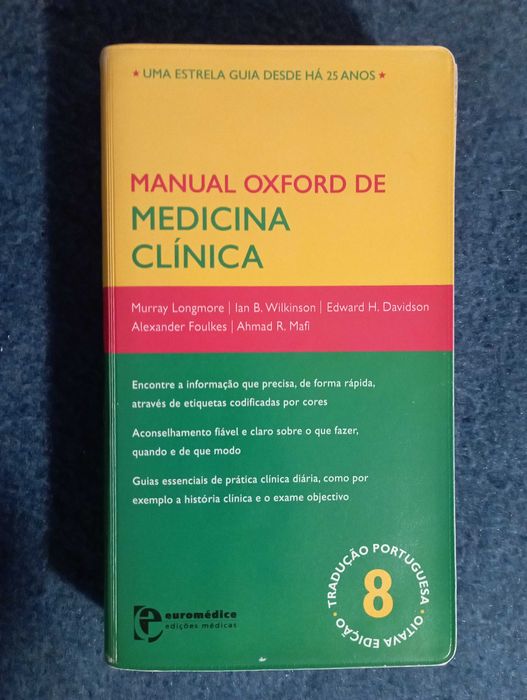 ★ UMA ESTRELA GUIA DESDE HÁ 25 ANOS ★
MANUAL OXFORD DE
MEDICINA
CLÍNICA
Murray Longmore | Ian B. Wilkinson | Edward H. Davidson
Alexander Foulkes | Ahmad R. Mafi
Encontre a informação que precisa, de forma rápida,
através de etiquetas codificadas por cores
Aconselhamento fiável e claro sobre o que fazer,
quando e de que modo
Guias essenciais de prática clínica diária, como por
exemplo a história clínica e o exame objectivo
euromédice
edições médicas
TRADUÇÃO PORTUGUESA • OITAVA EDIÇÃO •
8